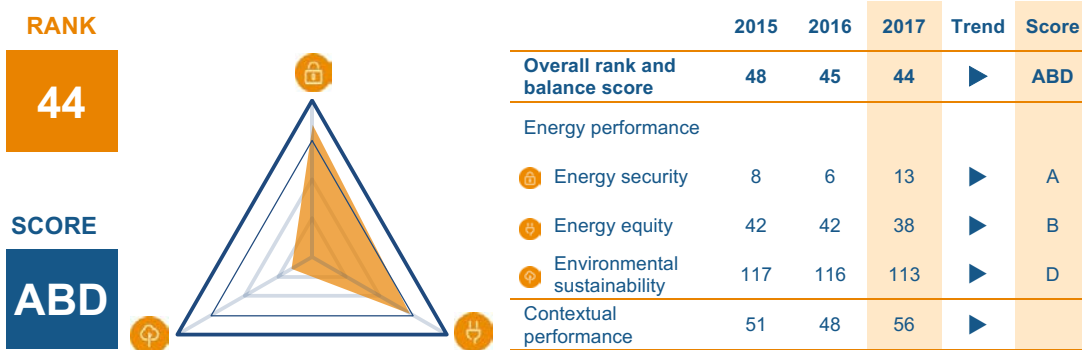 RANK
44
SCORE
ABD
2015 2016 2017 Trend Score
Overall rank and
balance score 48 45 44 ABD
Energy performance
Energy security 8 6 13 A
Energy equity 42 42 38 B
Environmental
sustainability 117 116 113 D
Contextual
performance 51 48 56